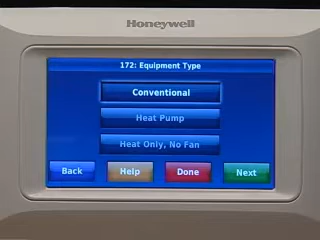 Honeywell
172: Equipment Type
Conventional
Heat Pump
Heat Only, No Fan
Back Help Done Next